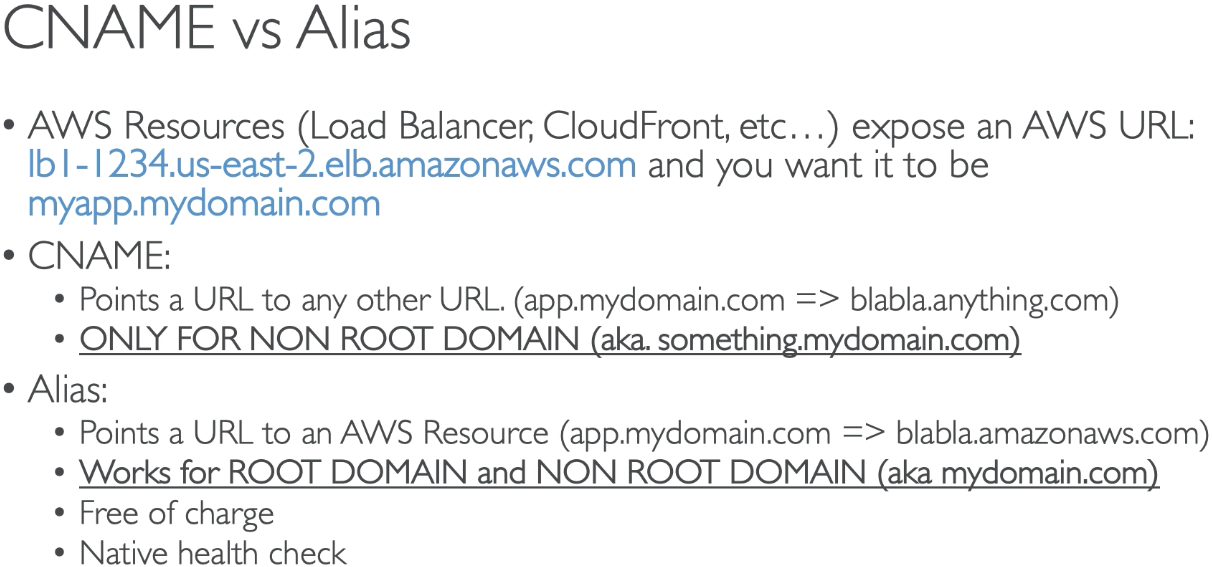 CNAME vs Alias
• AWS Resources (Load Balancer, CloudFront, etc…) expose an AWS URL:
lb1-1234.us-east-2.elb.amazonaws.com and you want it to be
myapp.mydomain.com
• CNAME:
• Points a URL to any other URL. (app.mydomain.com => blabla.anything.com)
• ONLY FOR NON ROOT DOMAIN (aka. something.mydomain.com)
• Alias:
• Points a URL to an AWS Resource (app.mydomain.com => blabla.amazonaws.com)
• Works for ROOT DOMAIN and NON ROOT DOMAIN (aka mydomain.com)
• Free of charge
• Native health check